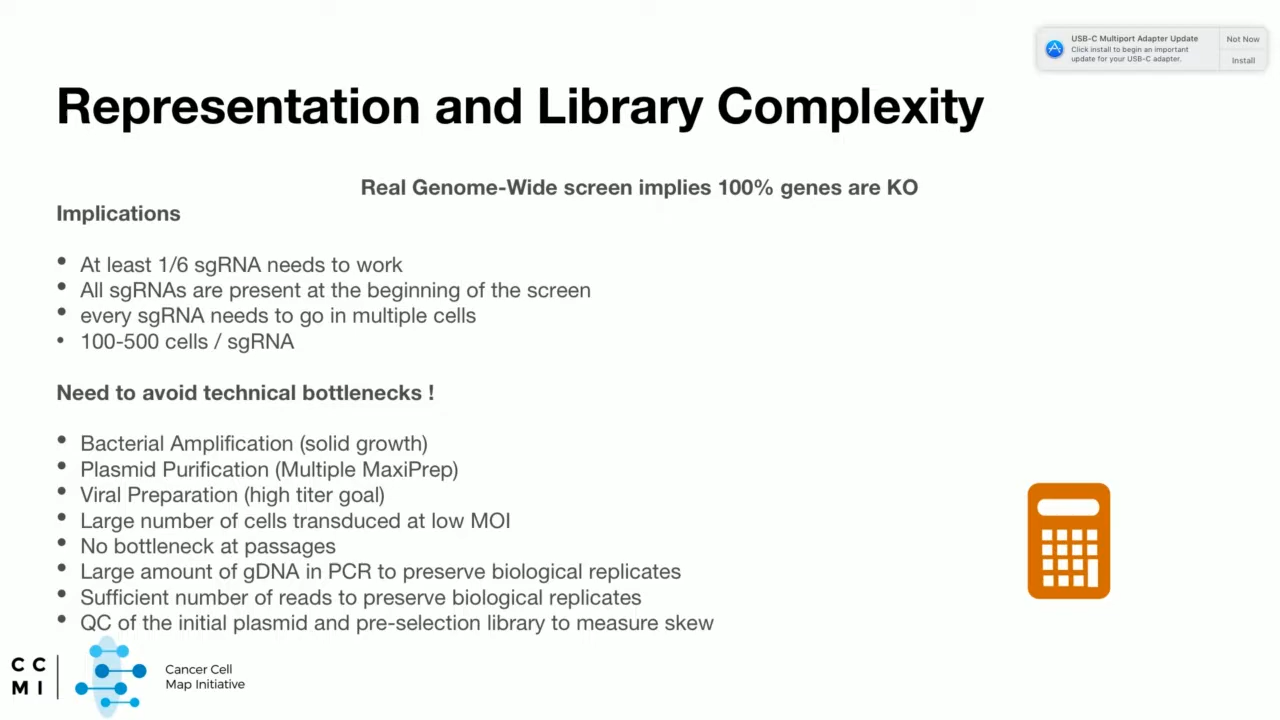 USB-C Multiport Adapter Update
Not Now
Click install to begin an important
update for your USB-C adapter.
Install
Representation and Library Complexity
Real Genome-Wide screen implies 100% genes are KO
Implications
• At least 1/6 sgRNA needs to work
• All sgRNAs are present at the beginning of the screen
• every sgRNA needs to go in multiple cells
• 100-500 cells / sgRNA
Need to avoid technical bottlenecks !
• Bacterial Amplification (solid growth)
• Plasmid Purification (Multiple MaxiPrep)
• Viral Preparation (high titer goal)
• Large number of cells transduced at low MOI
• No bottleneck at passages
• Large amount of gDNA in PCR to preserve biological replicates
• Sufficient number of reads to preserve biological replicates
• QC of the initial plasmid and pre-selection library to measure skew
C C
M I
Cancer Cell
Map Initiative